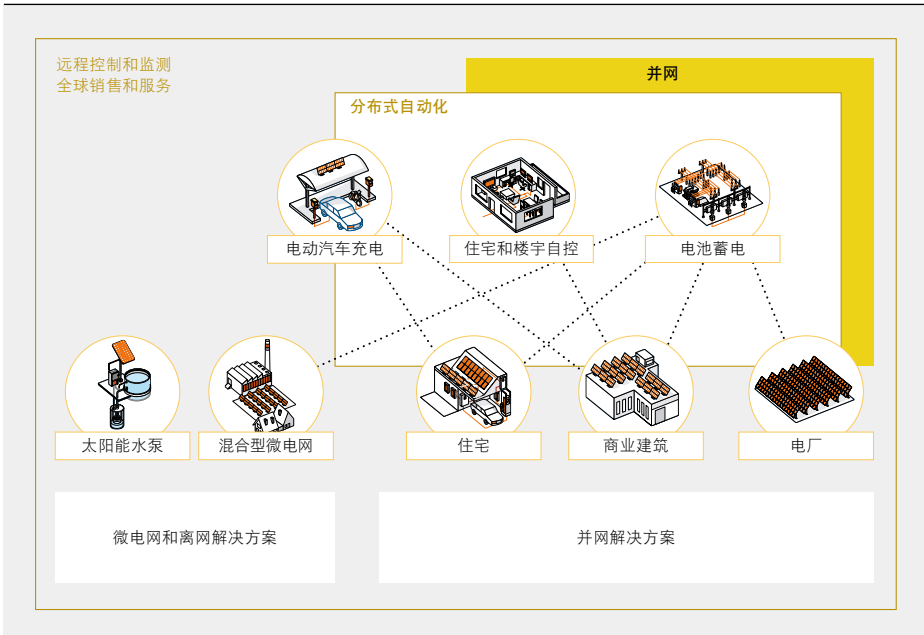 远程控制和监测
全球销售和服务
并网
分布式自动化
电动汽车充电
住宅和楼宇自控
电池蓄电
太阳能水泵
混合型微电网
住宅
商业建筑
电厂
微电网和离网解决方案
并网解决方案